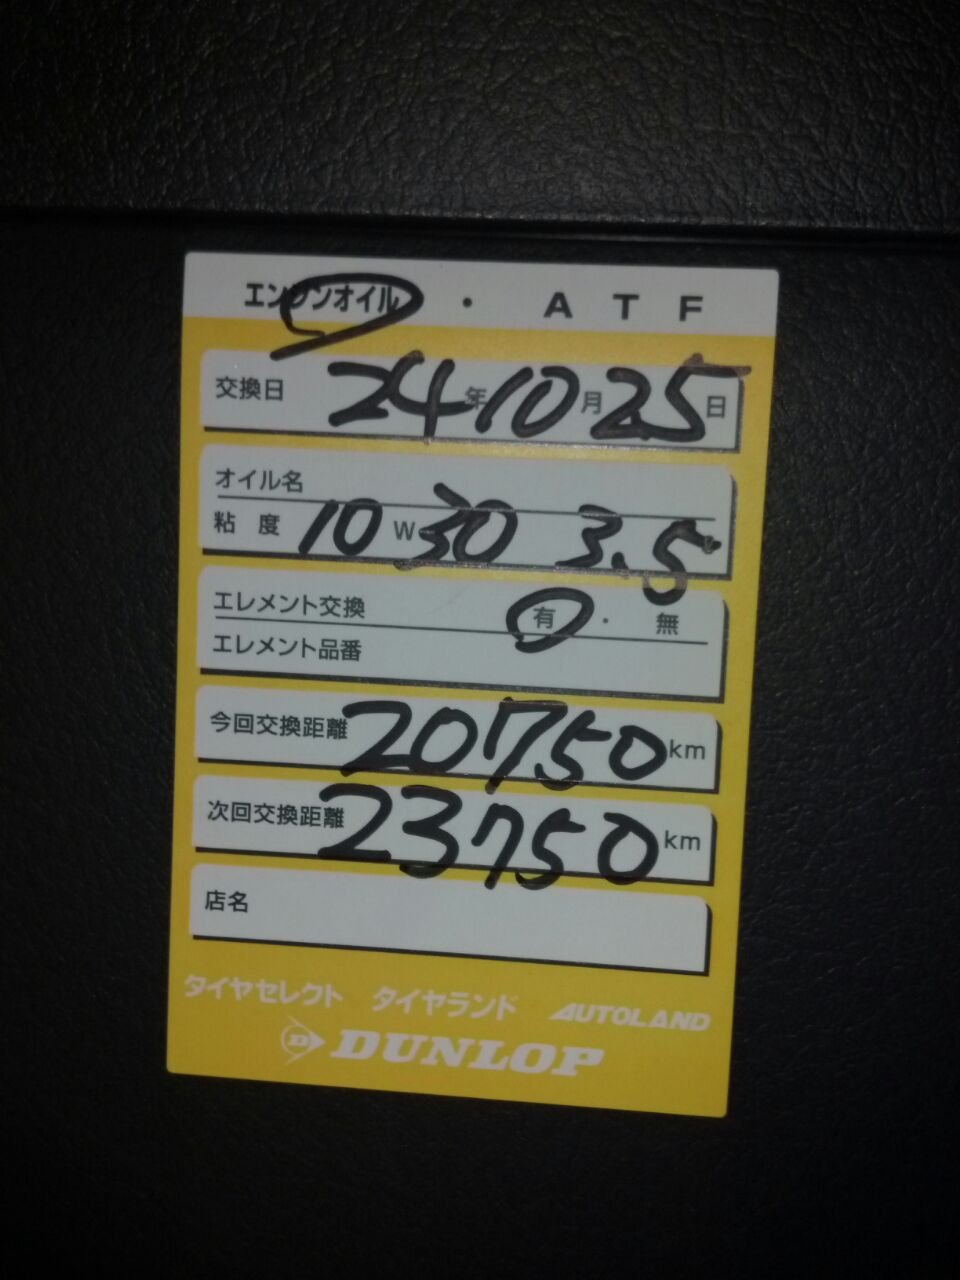 エンジンオイル ・ ATF
交換日 24年10月25日
オイル名
粘度 10W30 3.5
エレメント交換 有・無
エレメント品番
今回交換距離 20750km
次回交換距離 23750km
店名
タイヤセレクト タイヤランド AUTOLAND
D DUNLOP